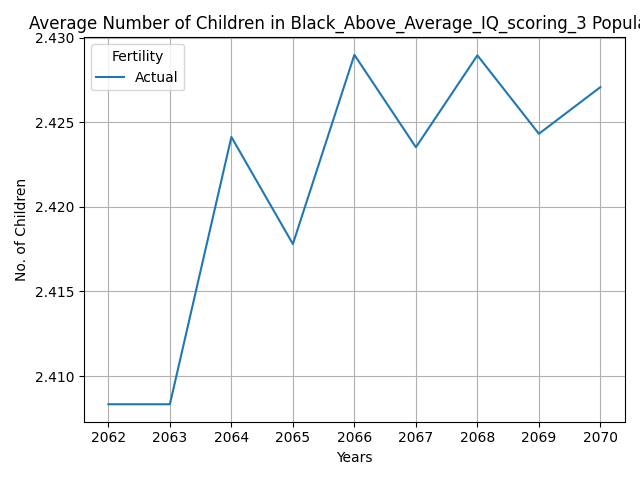 Average Number of Children in Black_Above_Average_IQ_scoring_3
2.430
Fertility
Actual
2.425
2.420
2.415
2.410
No. of Children
2062 2063 2064 2065 2066 2067 2068 2069 2070
Years